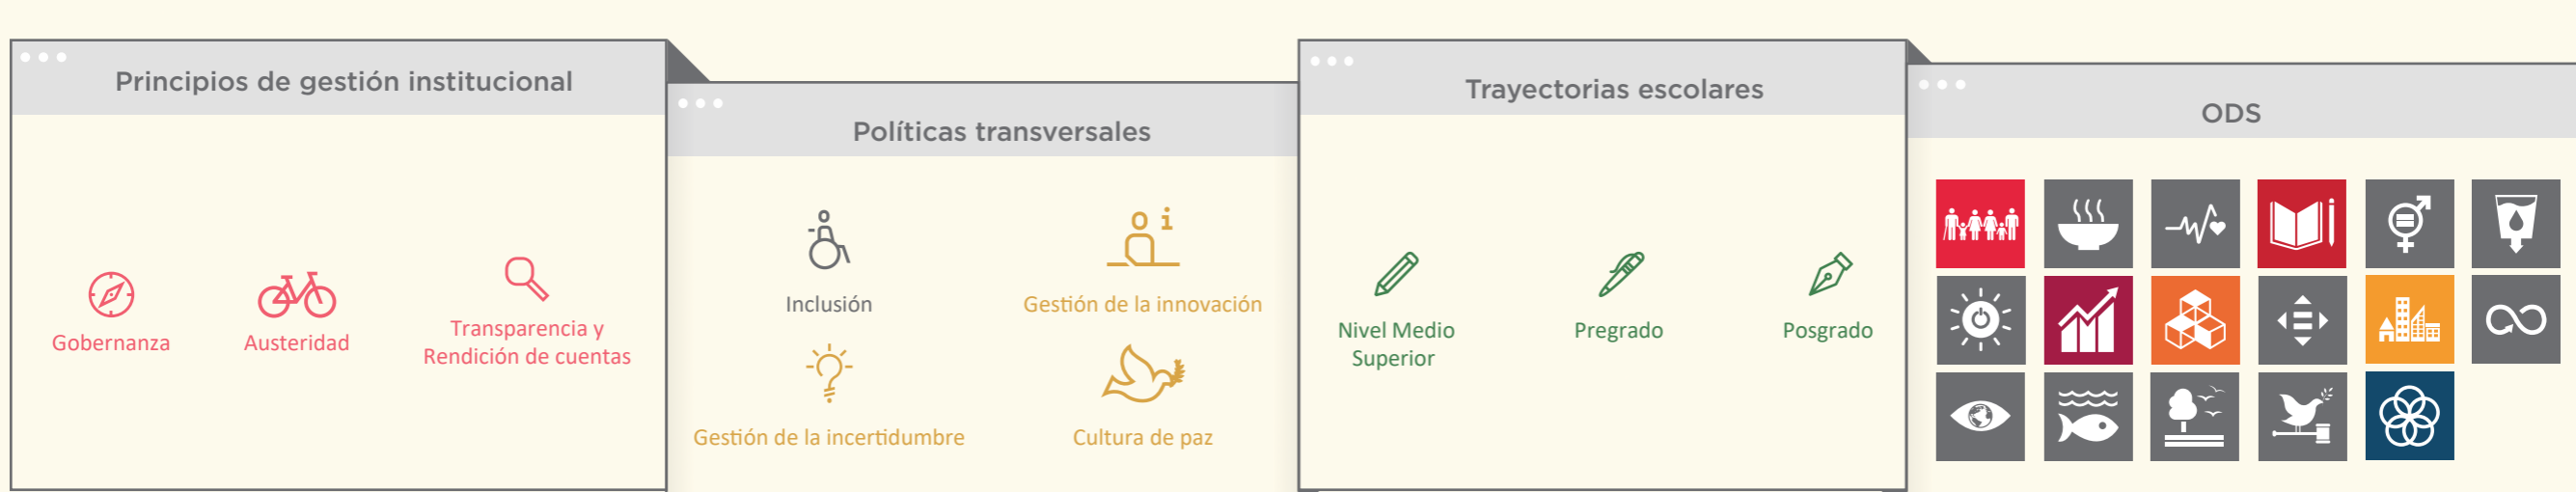 Principios de gestión institucional
Gobernanza
Austeridad
Transparencia y
Rendición de cuentas
Políticas transversales
Inclusión
Gestión de la innovación
Gestión de la incertidumbre
Cultura de paz
Trayectorias escolares
Nivel Medio
Superior
Pregrado
Posgrado
ODS